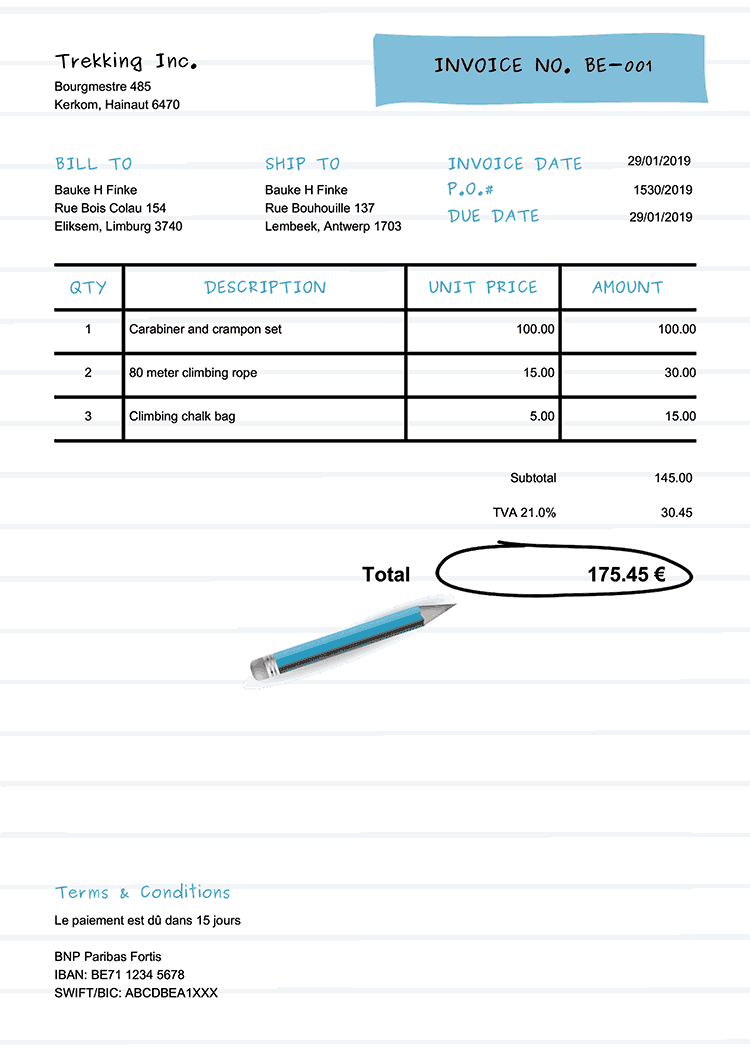 Trekking Inc.
Bourgmestre 485
Kerkom, Hainaut 6470
INVOICE NO. BE-001
BILL TO
Bauke H Finke
Rue Bois Colau 154
Eliksem, Limburg 3740
SHIP TO
Bauke H Finke
Rue Bouhouille 137
Lembeek, Antwerp 1703
INVOICE DATE 29/01/2019
P.O.# 1530/2019
DUE DATE 29/01/2019
QTY DESCRIPTION UNIT PRICE AMOUNT
1 Carabiner and crampon set 100.00 100.00
2 80 meter climbing rope 15.00 30.00
3 Climbing chalk bag 5.00 15.00
Subtotal 145.00
TVA 21.0% 30.45
Total 175.45 €
Terms & Conditions
Le paiement est dû dans 15 jours
BNP Paribas Fortis
IBAN: BE71 1234 5678
SWIFT/BIC: ABCDBEA1XXX